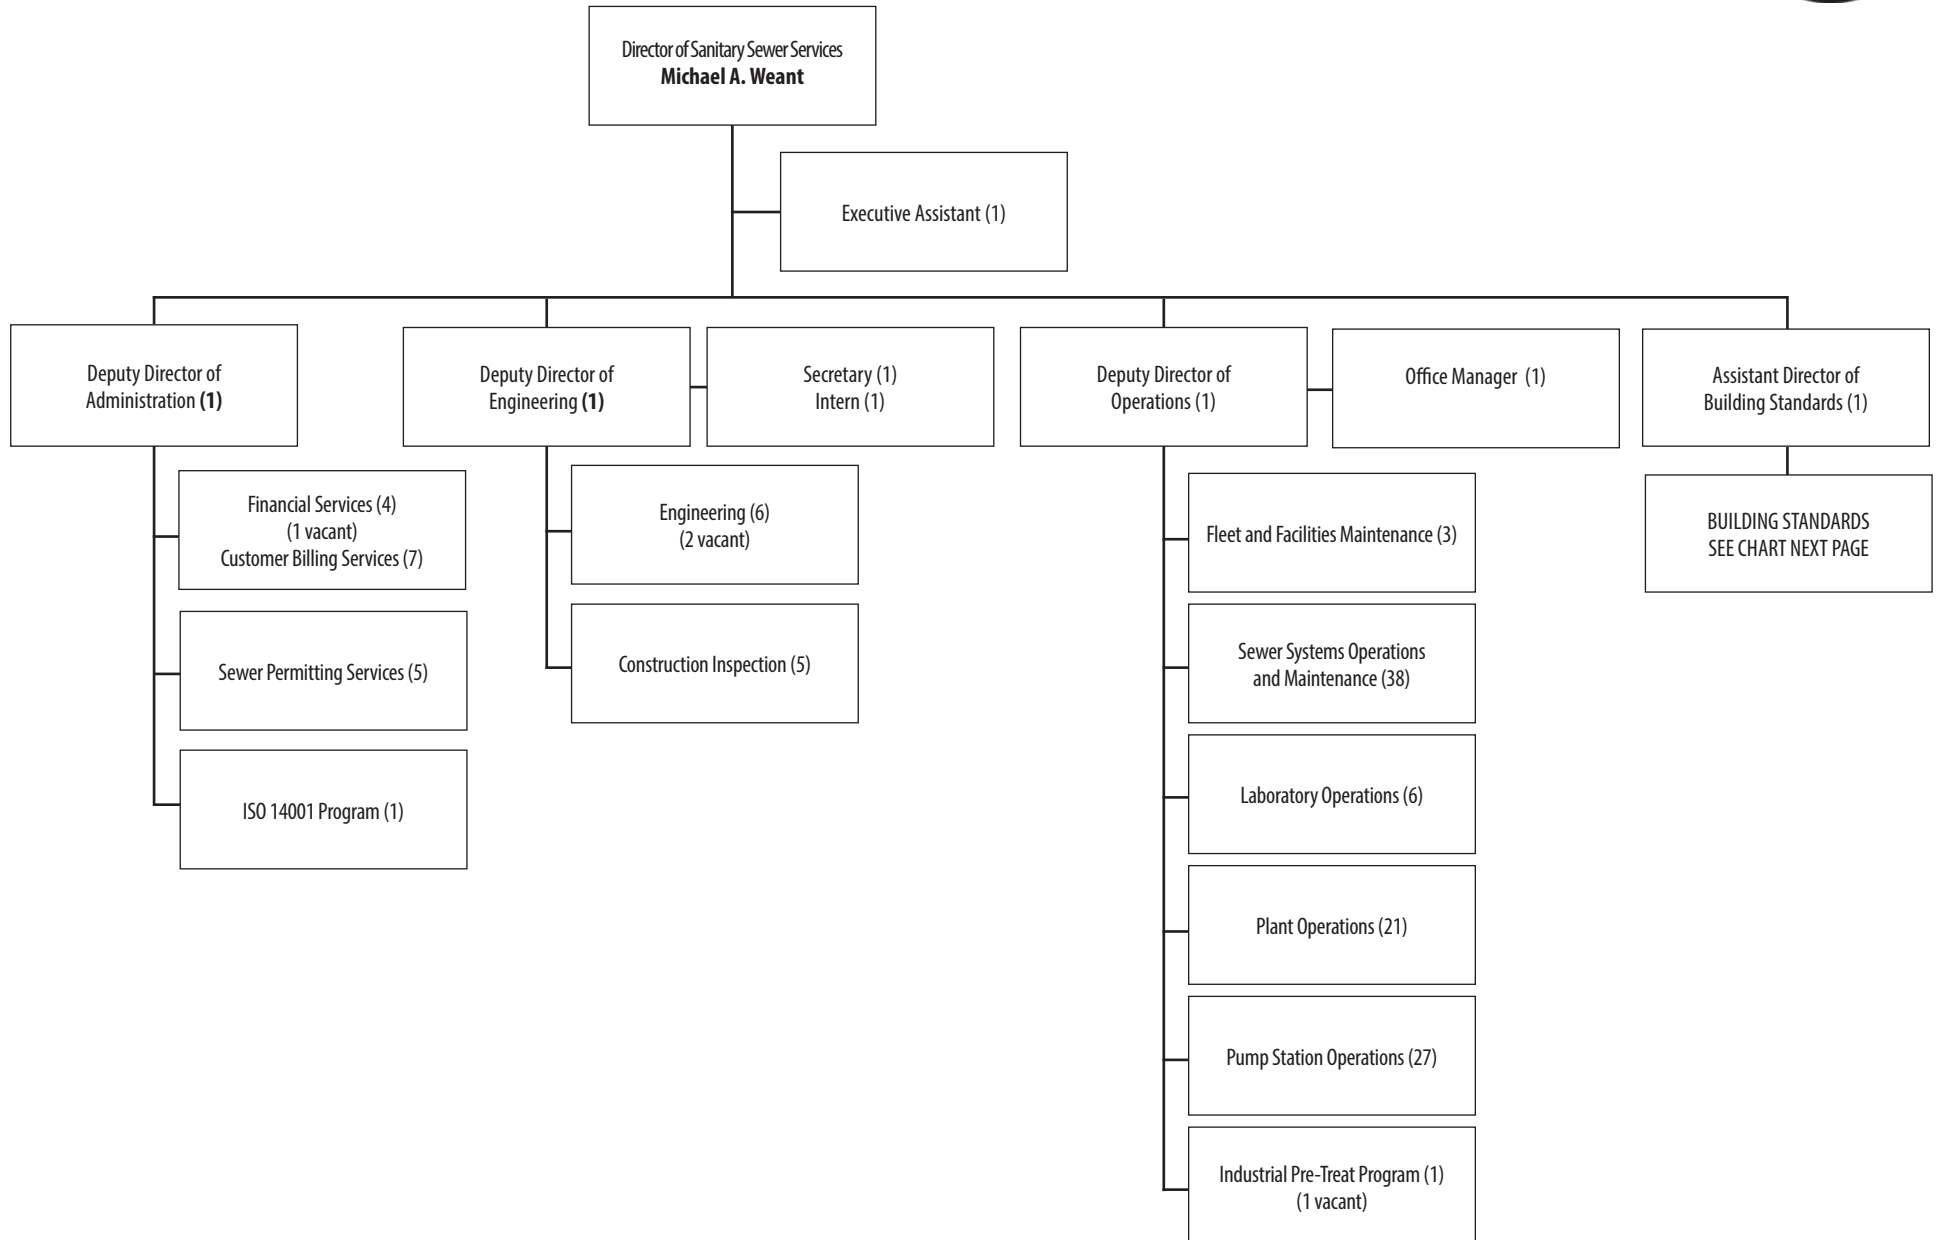 Director of Sanitary Sewer Services
Michael A. Weant
Executive Assistant (1)
Deputy Director of
Administration (1)
Deputy Director of
Engineering (1)
Secretary (1)
Intern (1)
Deputy Director of
Operations (1)
Office Manager (1)
Assistant Director of
Building Standards (1)
Financial Services (4)
(1 vacant)
Customer Billing Services (7)
Sewer Permitting Services (5)
ISO 14001 Program (1)
Engineering (6)
(2 vacant)
Construction Inspection (5)
Fleet and Facilities Maintenance (3)
Sewer Systems Operations
and Maintenance (38)
Laboratory Operations (6)
Plant Operations (21)
Pump Station Operations (27)
Industrial Pre-Treat Program (1)
(1 vacant)
BUILDING STANDARDS
SEE CHART NEXT PAGE